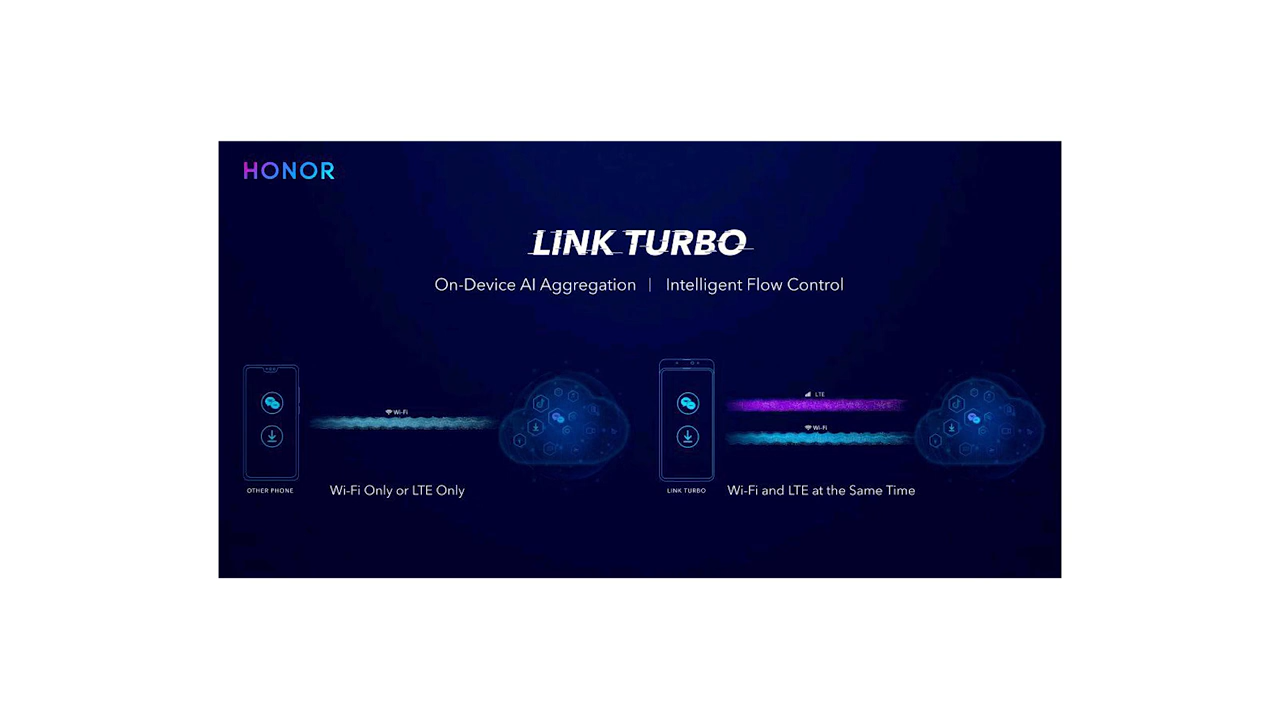 HONOR
LINK TURBO
On-Device AI Aggregation | Intelligent Flow Control
Wi-Fi
OTHER PHONE
Wi-Fi Only or LTE Only
LTE
Wi-Fi
LINK TURBO
Wi-Fi and LTE at the Same Time